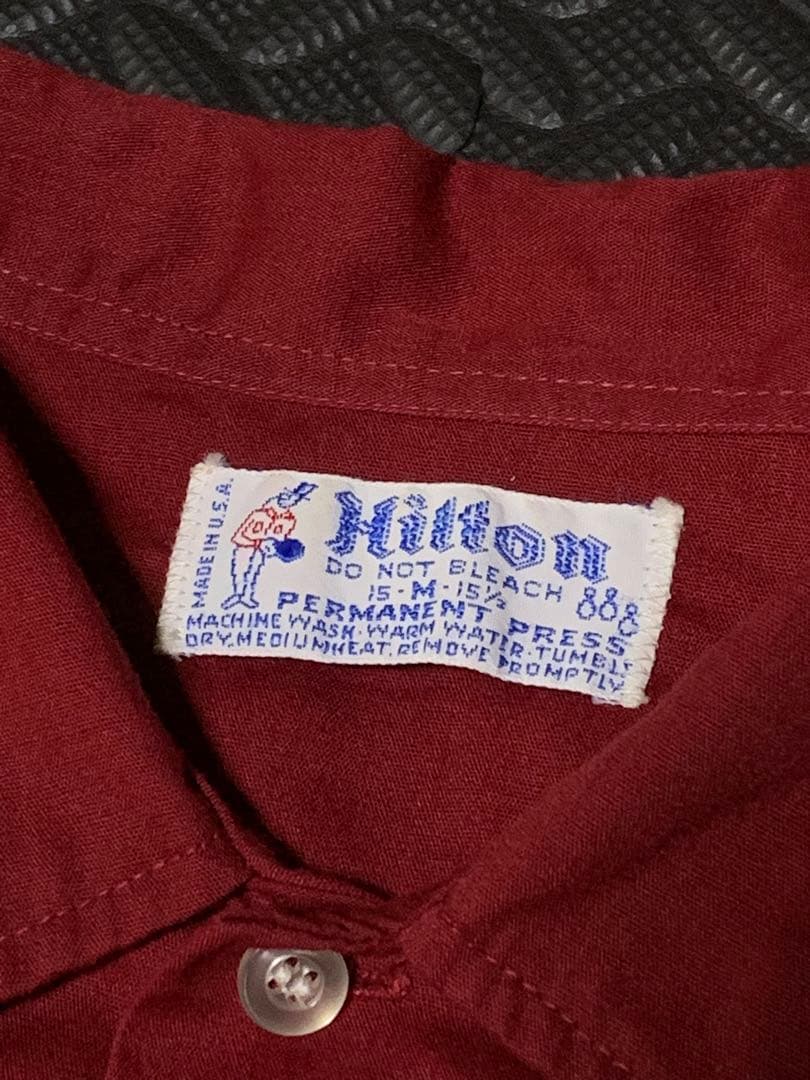 MADE IN U.S.A.
Hilton
DO NOT BLEACH
15-M-15½
PERMANENT PRESS
MACHINE WASH·WARM WATER·TUMBLE
DRY.MEDIUM HEAT.REMOVE PROMPTLY